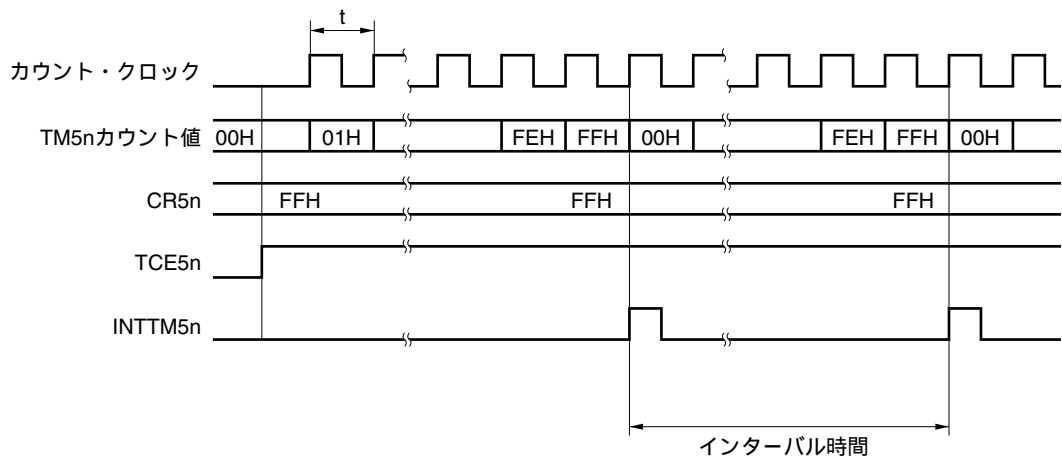 t
カウント・クロック
TM5nカウント値 00H 01H FEH FFH 00H FEH FFH 00H
CR5n FFH FFH FFH
TCE5n
INTTM5n
インターバル時間